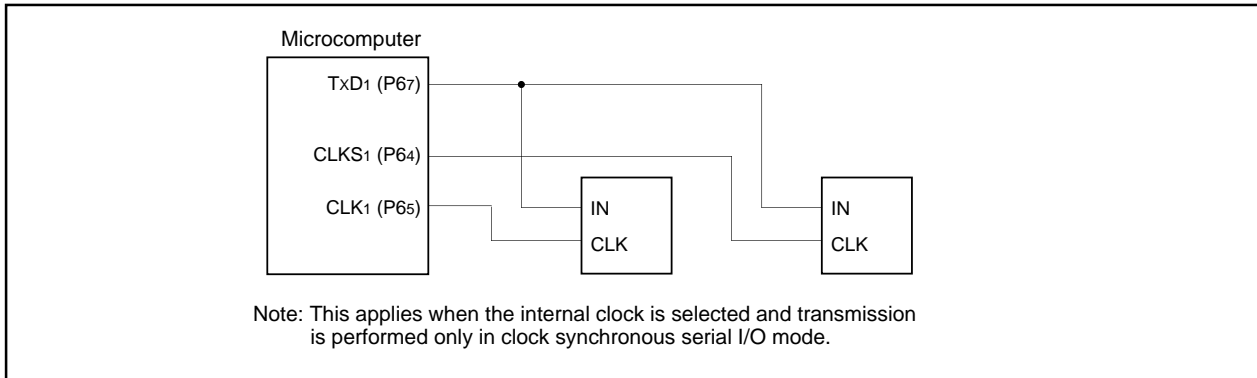 Microcomputer
TXD1 (P67)
CLKS1 (P64)
CLK1 (P65)
IN
CLK
IN
CLK
Note: This applies when the internal clock is selected and transmission
is performed only in clock synchronous serial I/O mode.